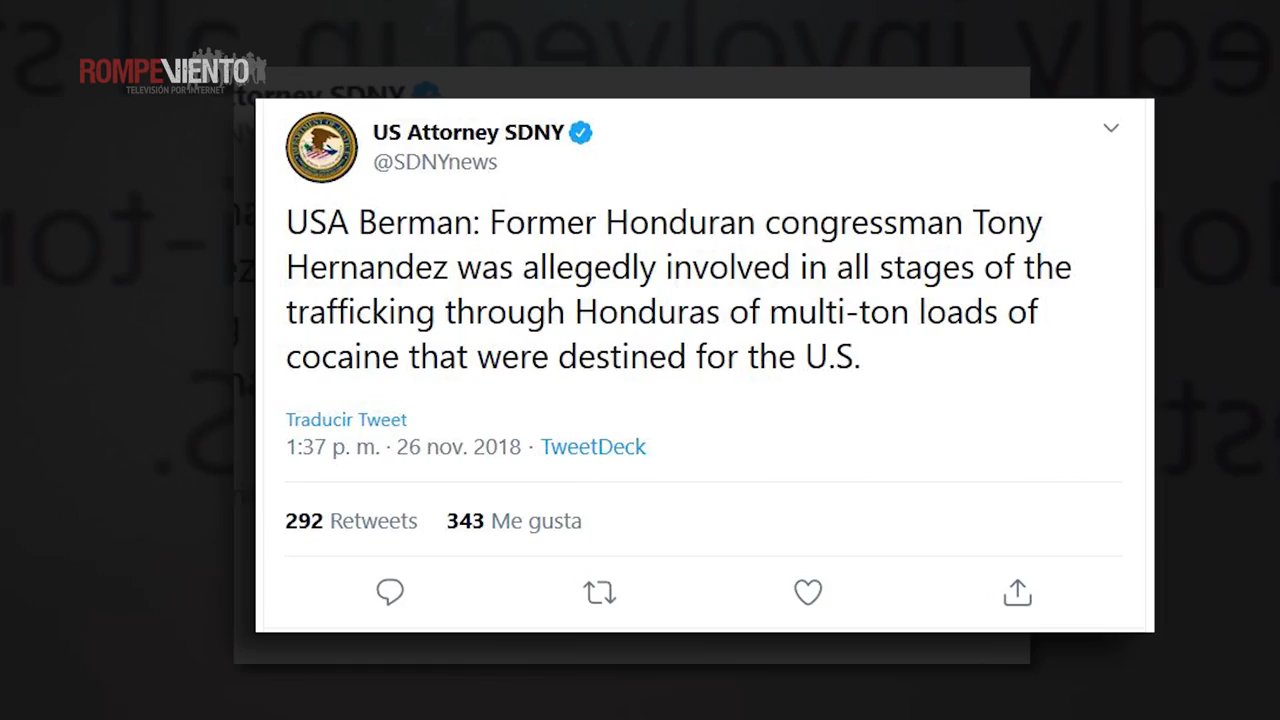 ROMPEVIENTO
TELEVISIÓN POR INTERNET
US Attorney SDNY
@SDNYnews
USA Berman: Former Honduran congressman Tony
Hernandez was allegedly involved in all stages of the
trafficking through Honduras of multi-ton loads of
cocaine that were destined for the U.S.
Traducir Tweet
1:37 p. m. · 26 nov. 2018 · TweetDeck
292 Retweets 343 Me gusta